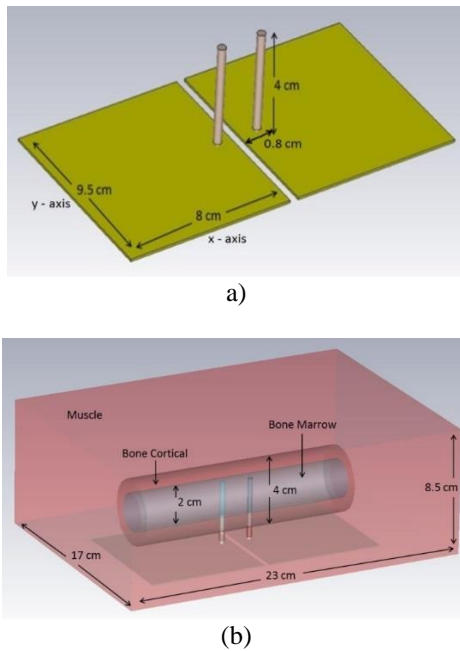 4 cm
0.8 cm
9.5 cm
y - axis
8 cm
x - axis
a)
Muscle
Bone Marrow
Bone Cortical
2 cm
4 cm
8.5 cm
17 cm
23 cm
(b)